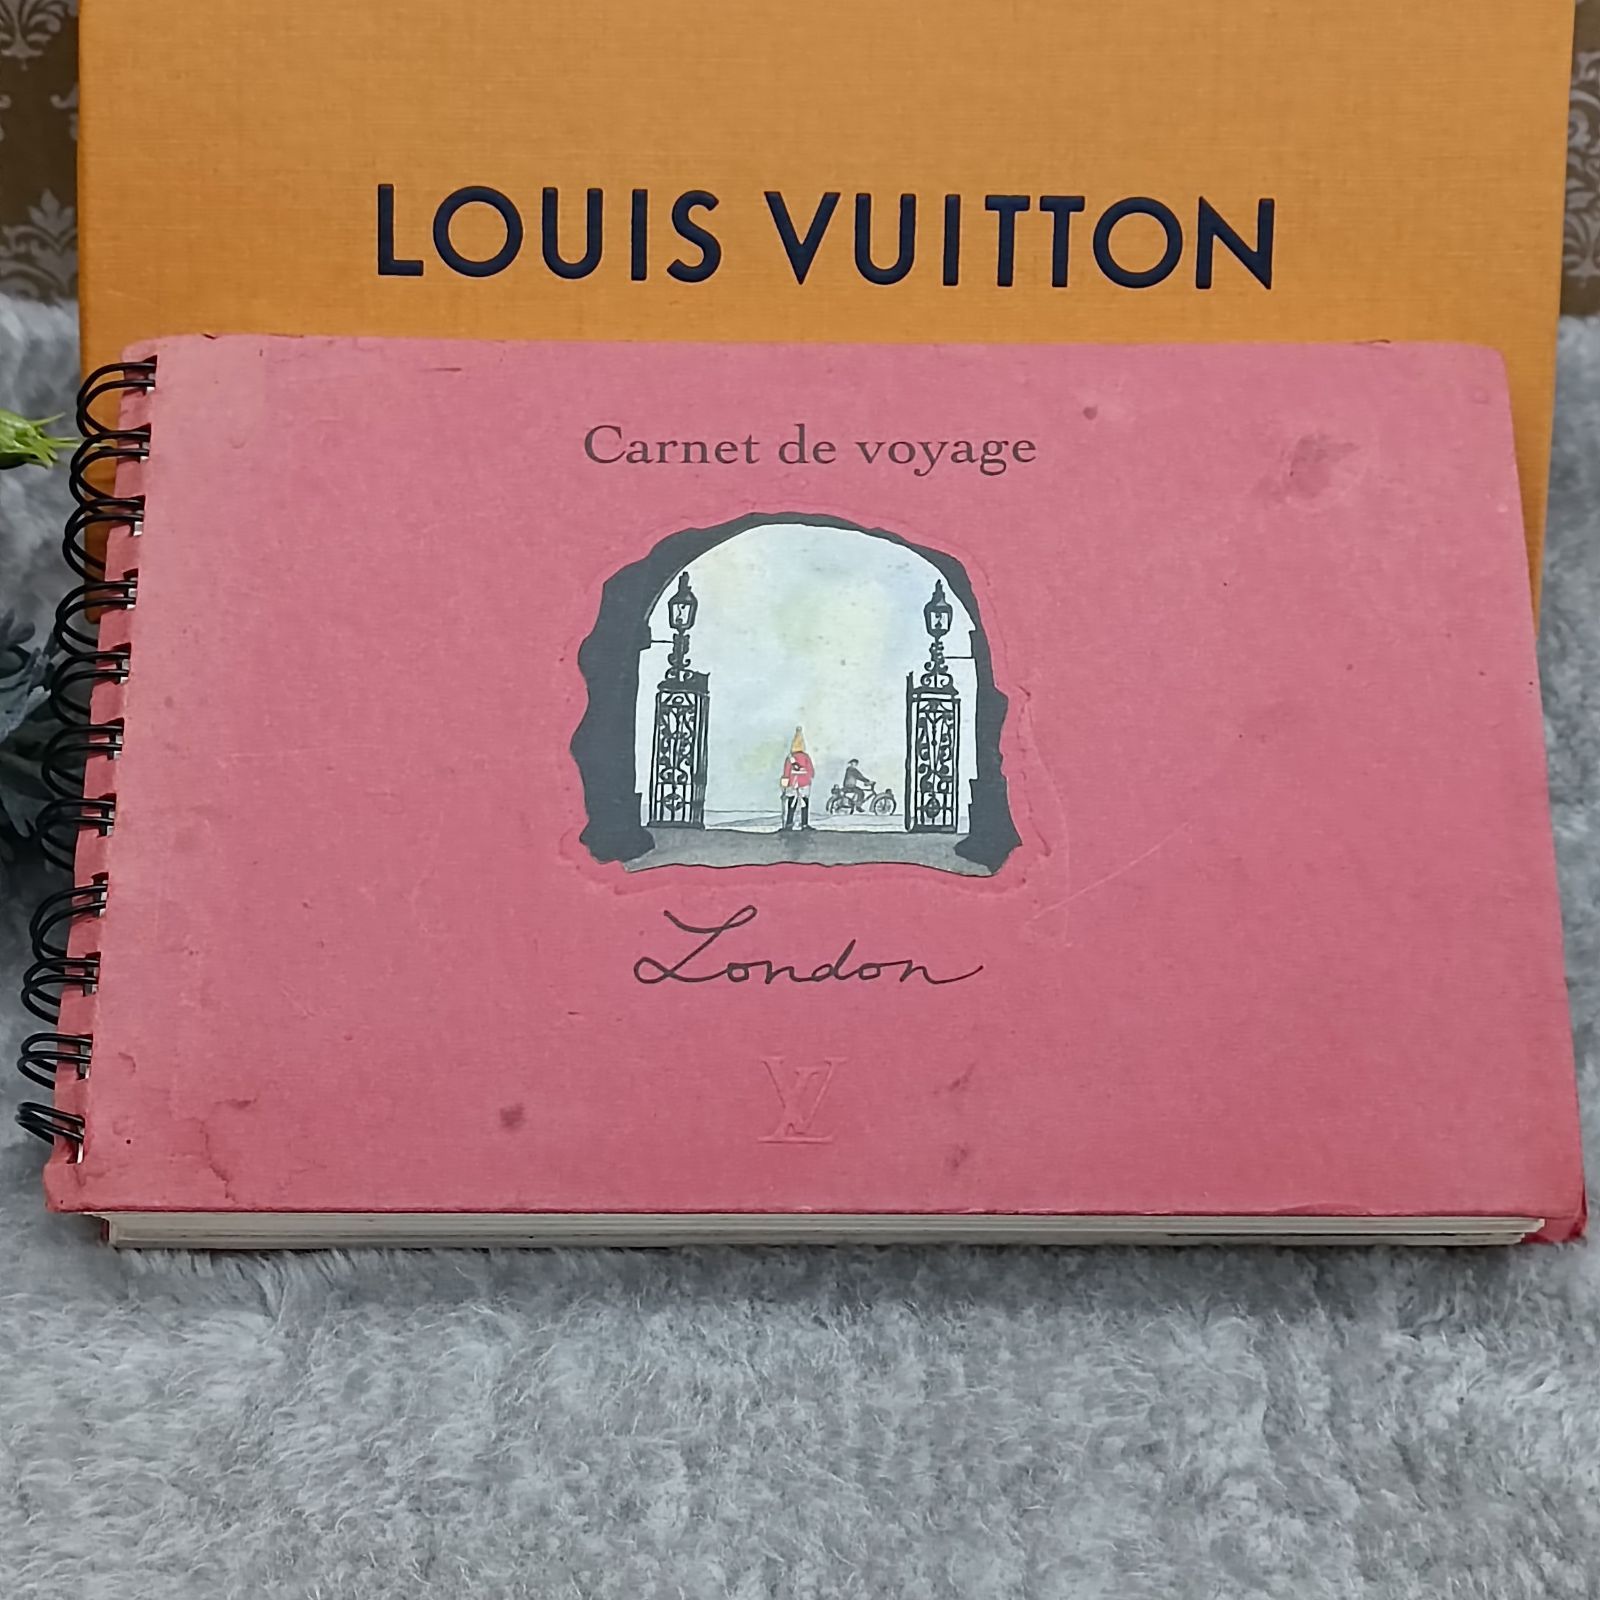 LOUIS VUITTON
Carnet de voyage
London
LV